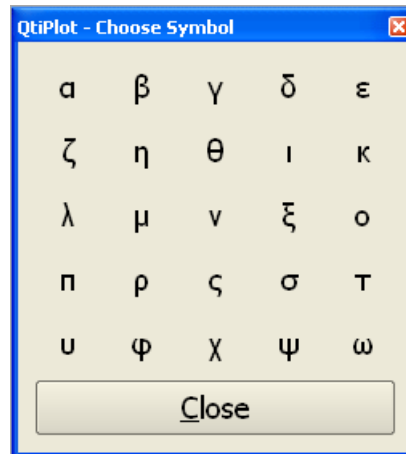 QtiPlot - Choose Symbol
α β γ δ ε
ζ η θ ι κ
λ μ ν ξ ο
π ρ ς σ τ
υ φ χ ψ ω
Close